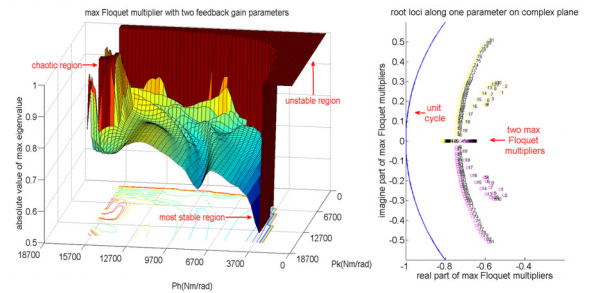 max Floquet multiplier with two feedback gain parameters
chaotic region
unstable region
most stable region
absolute value of max eigenvalue
1
0.9
0.8
0.7
0.6
0.5
18700
15700
12700
9700
6700
3700
0
Ph(Nm/rad)
0
6700
12700
18700
Pk(Nm/rad)
root loci along one parameter on complex plane
unit
cycle
two max
Floquet
multipliers
imagine part of max Floquet multipliers
0.5
0.4
0.3
0.2
0.1
0
-0.1
-0.2
-0.3
-0.4
-0.5
-1
-0.8
-0.6
-0.4
real part of max Floquet multipliers